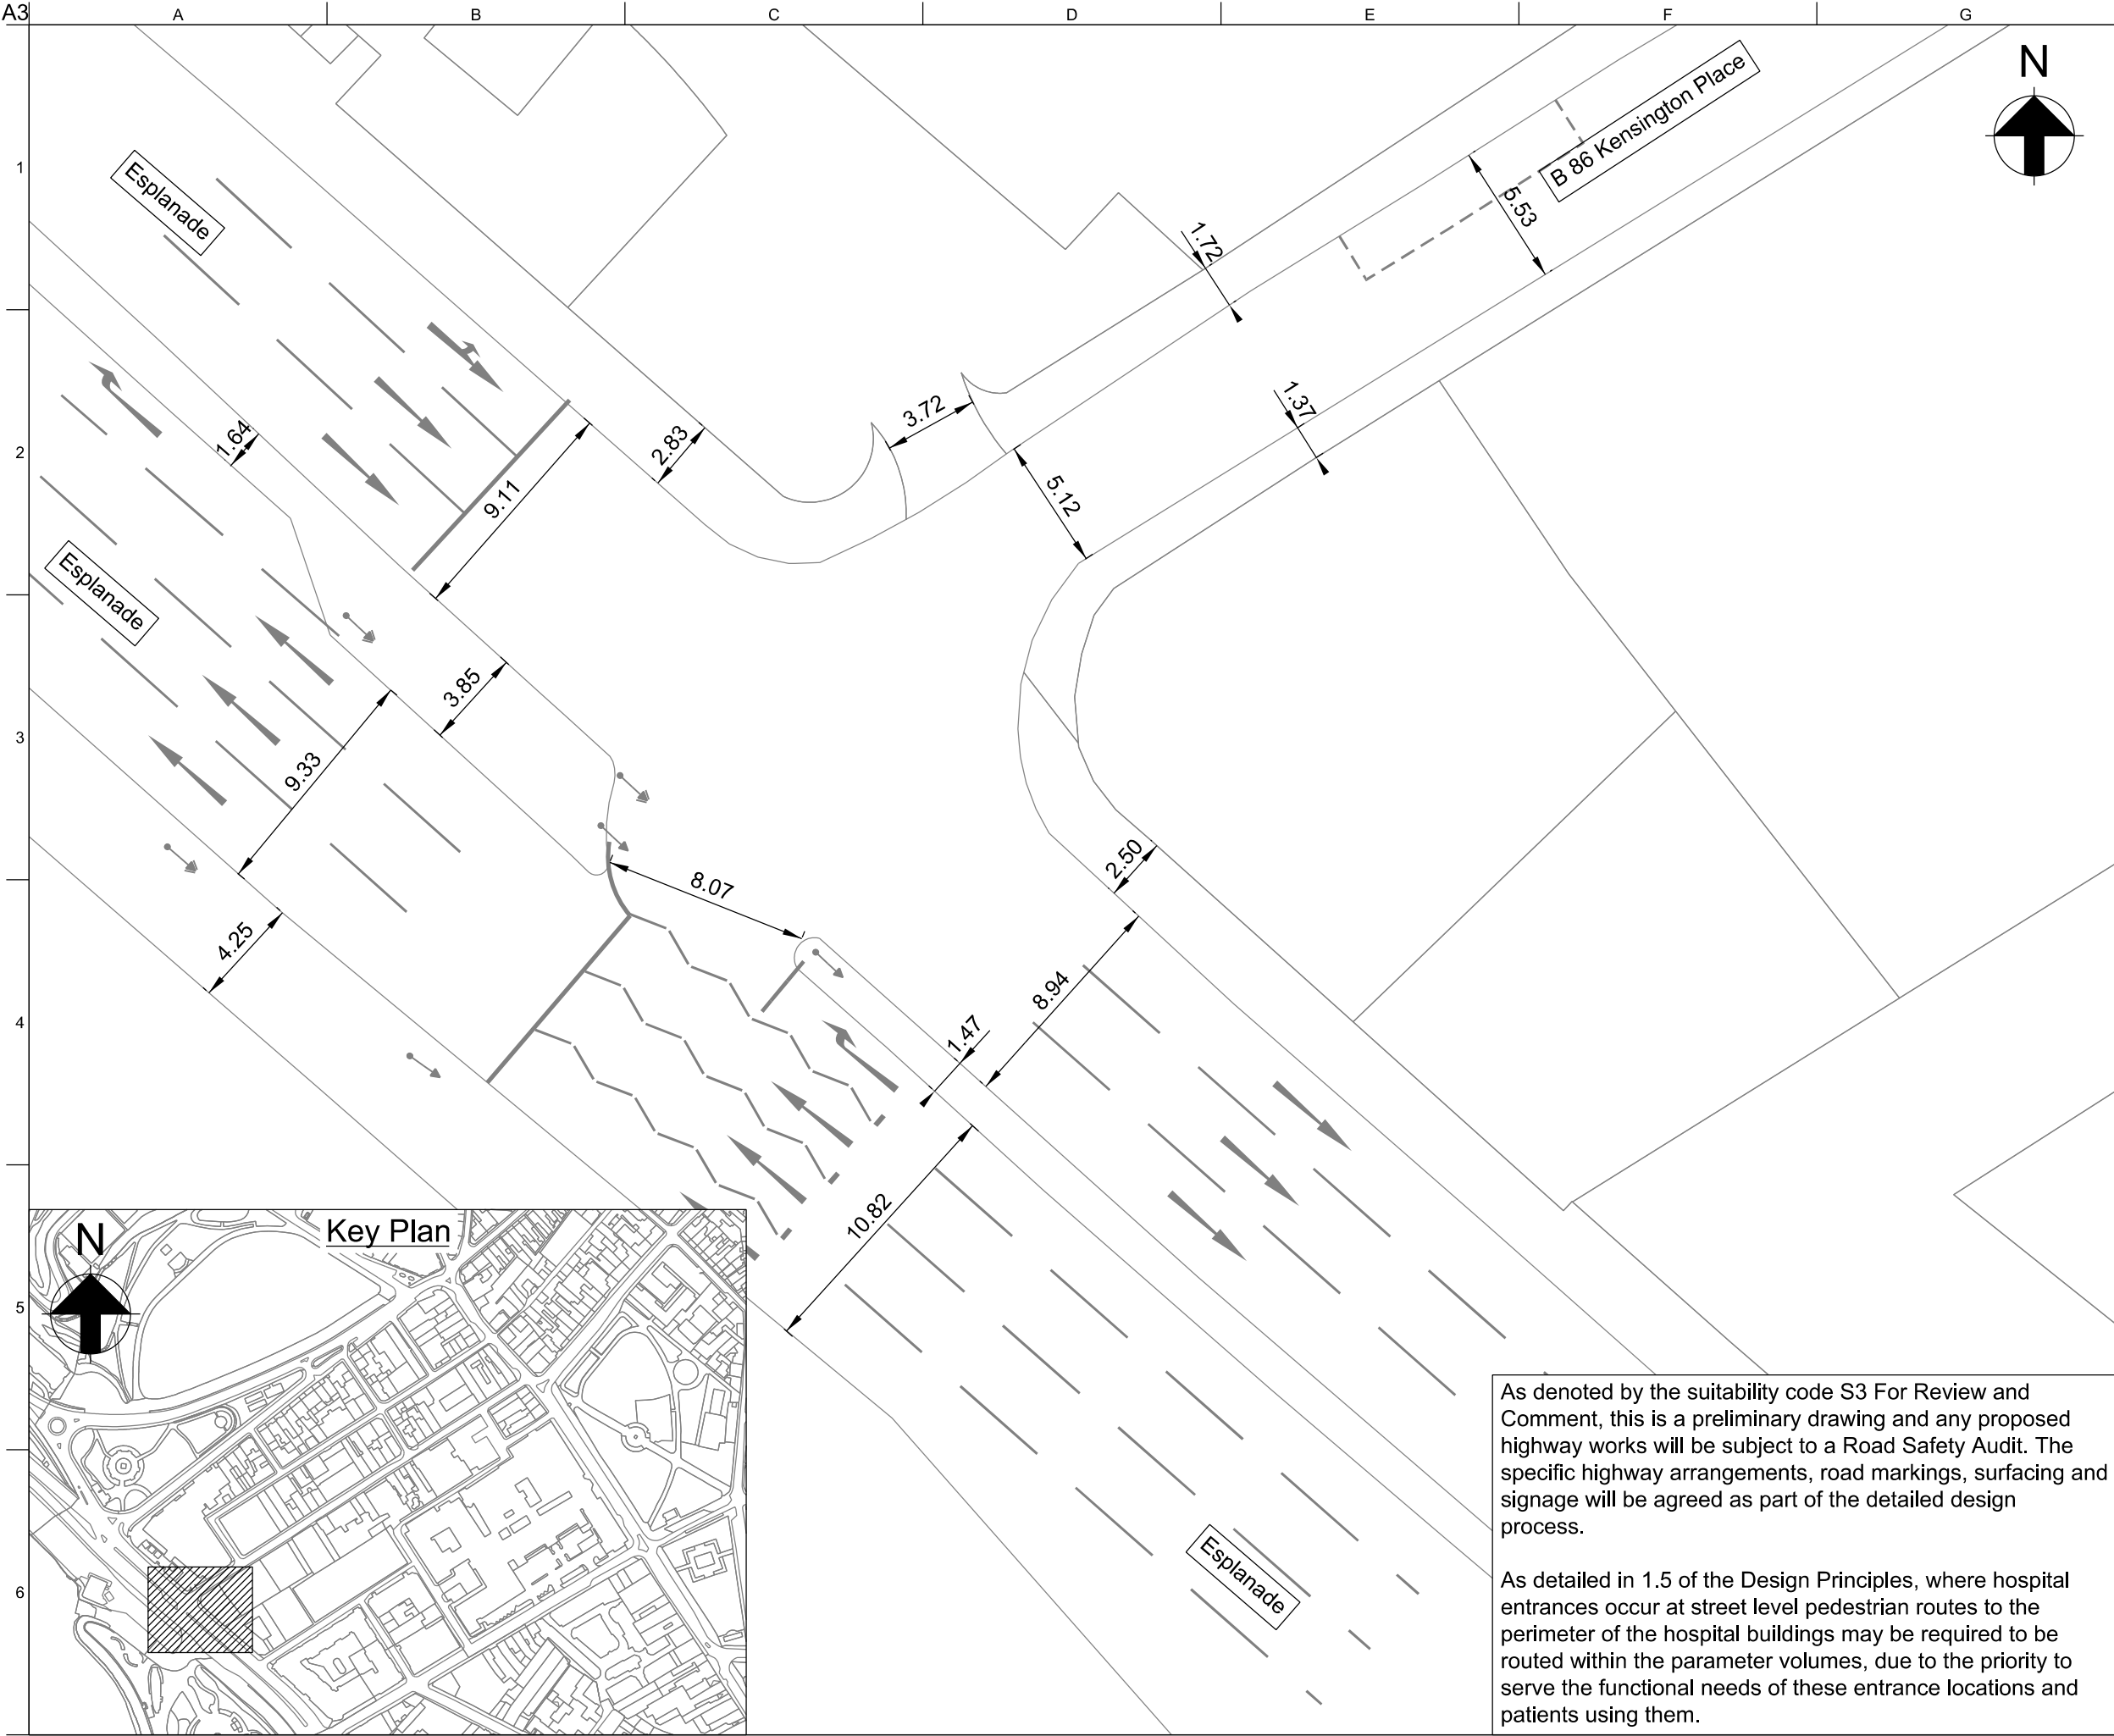 A3
A
B
C
D
E
F
G
N
B 86 Kensington Place
1
Esplanade
5.53
1.72
1.37
3.72
2
1.64
2.83
9.11
5.12
Esplanade
3.85
3
9.33
2.50
8.07
4.25
8.94
4
1.47
10.82
Key Plan
N
5
6
Esplanade
As denoted by the suitability code S3 For Review and
Comment, this is a preliminary drawing and any proposed
highway works will be subject to a Road Safety Audit. The
specific highway arrangements, road markings, surfacing and
signage will be agreed as part of the detailed design
process.
As detailed in 1.5 of the Design Principles, where hospital
entrances occur at street level pedestrian routes to the
perimeter of the hospital buildings may be required to be
routed within the parameter volumes, due to the priority to
serve the functional needs of these entrance locations and
patients using them.